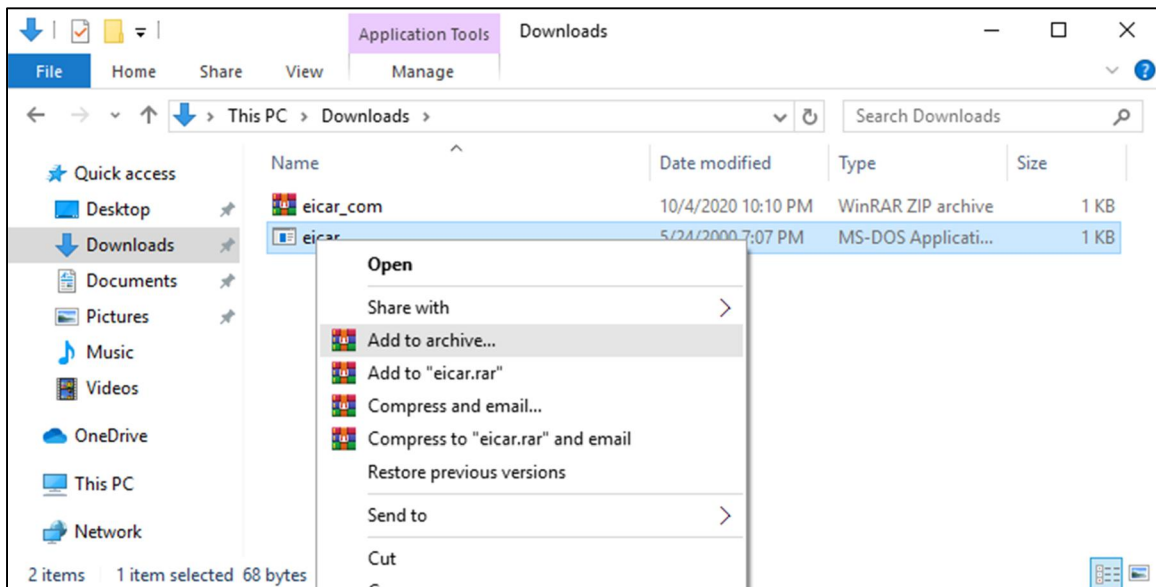 Application Tools
Downloads
File
Home
Share
View
Manage
This PC > Downloads >
Search Downloads
Name
Date modified
Type
Size
Quick access
Desktop
Downloads
Documents
Pictures
Music
Videos
OneDrive
This PC
Network
eicar_com 10/4/2020 10:10 PM WinRAR ZIP archive 1 KB
eicar 5/24/2000 7:07 PM MS-DOS Applicati... 1 KB
Open
Share with
Add to archive...
Add to "eicar.rar"
Compress and email...
Compress to "eicar.rar" and email
Restore previous versions
Send to
Cut
2 items 1 item selected 68 bytes